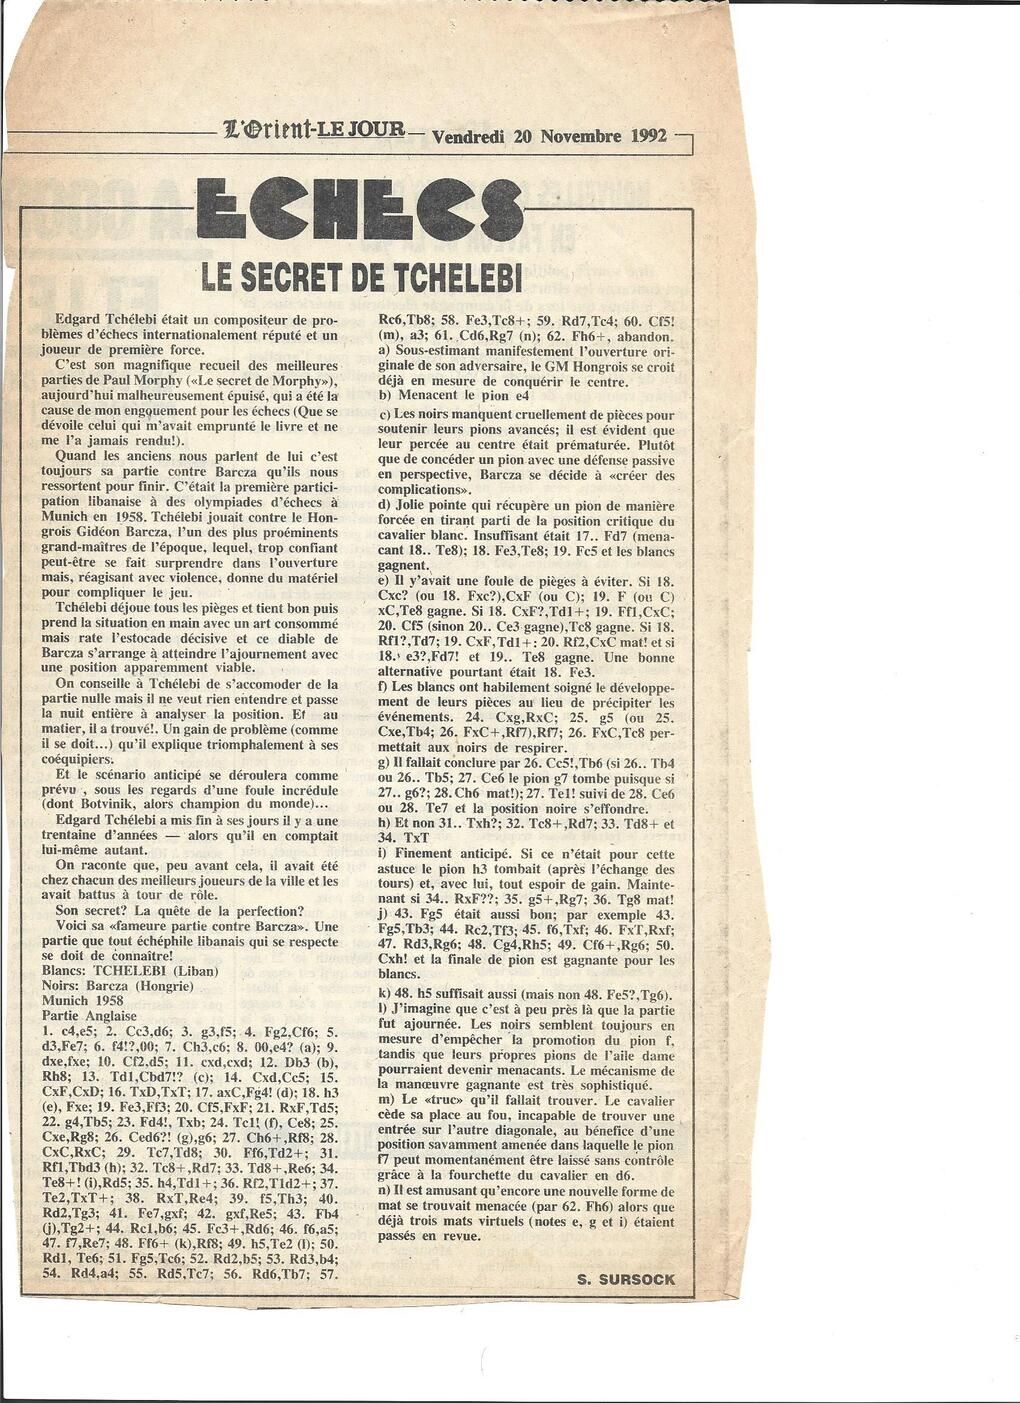 L'Orient-LE JOUR — Vendredi 20 Novembre 1992
ECHECS
LE SECRET DE TCHELEBI
Edgard Tchélebi était un compositeur de pro-
blèmes d'échecs internationalement réputé et un
joueur de première force.
C'est son magnifique recueil des meilleures
parties de Paul Morphy («Le secret de Morphy»),
aujourd'hui malheureusement épuisé, qui a été la
cause de mon engouement pour les échecs (Que se
dévoile celui qui m'avait emprunté le livre et ne
me l'a jamais rendu!).
Quand les anciens nous parlent de lui c'est
toujours sa partie contre Barcza qu'ils nous
ressortent pour finir. C'était la première partici-
pation libanaise à des olympiades d'échecs à
Munich en 1958. Tchélebi jouait contre le Hon-
grois Gidéon Barcza, l'un des plus proéminents
grand-maîtres de l'époque, lequel, trop confiant
peut-être se fait surprendre dans l'ouverture
mais, réagisant avec violence, donne du matériel
pour compliquer le jeu.
Tchélebi déjoue tous les pièges et tient bon puis
prend la situation en main avec un art consommé
mais rate l'estocade décisive et ce diable de
Barcza s'arrange à atteindre l'ajournement avec
une position apparemment viable.
On conseille à Tchélebi de s'accomoder de la
partie nulle mais il ne veut rien entendre et passe
la nuit entière à analyser la position. Et au
matier, il a trouvé!. Un gain de problème (comme
il se doit...) qu'il explique triomphalement à ses
coéquipiers.
Et le scénario anticipé se déroulera comme
prévu , sous les regards d'une foule incrédule
(dont Botvinik, alors champion du monde)...
Edgard Tchélebi a mis fin à ses jours il y a une
trentaine d'années — alors qu'il en comptait
lui-même autant.
On raconte que, peu avant cela, il avait été
chez chacun des meilleurs joueurs de la ville et les
avait battus à tour de rôle.
Son secret? La quête de la perfection?
Voici sa «fameure partie contre Barcza». Une
partie que tout échéphile libanais qui se respecte
se doit de connaître!
Blancs: TCHELEBI (Liban)
Noirs: Barcza (Hongrie)
Munich 1958
Partie Anglaise
1. c4,e5; 2. Cc3,d6; 3. g3,f5; 4. Fg2,Cf6; 5.
d3,Fe7; 6. f4!?,00; 7. Ch3,c6; 8. 00,e4? (a); 9.
dxe,fxe; 10. Cf2,d5; 11. cxd,cxd; 12. Db3 (b),
Rh8; 13. Td1,Cbd7!? (c); 14. Cxd,Cc5; 15.
CxF,CxD; 16. TxD,TxT; 17. axC,Fg4! (d); 18. h3
(e), Fxe; 19. Fe3,Ff3; 20. Cf5,FxF; 21. RxF,Td5;
22. g4,Tb5; 23. Fd4!, Txb; 24. Tc1! (f), Ce8; 25.
Cxe,Rg8; 26. Ced6?! (g),g6; 27. Ch6+,Rf8; 28.
CxC,RxC; 29. Tc7,Td8; 30. Ff6,Td2+; 31.
Rf1,Tbd3 (h); 32. Tc8+,Rd7; 33. Td8+,Re6; 34.
Te8+! (i),Rd5; 35. h4,Td1+; 36. Rf2,T1d2+; 37.
Te2,TxT+; 38. RxT,Re4; 39. f5,Th3; 40.
Rd2,Tg3; 41. Fe7,gxf; 42. gxf,Re5; 43. Fb4
(j),Tg2+; 44. Rc1,b6; 45. Fc3+,Rd6; 46. f6,a5;
47. f7,Re7; 48. Ff6+ (k),Rf8; 49. h5,Te2 (l); 50.
Rd1, Te6; 51. Fg5,Tc6; 52. Rd2,b5; 53. Rd3,b4;
54. Rd4,a4; 55. Rd5,Tc7; 56. Rd6,Tb7; 57.
Rc6,Tb8; 58. Fe3,Tc8+; 59. Rd7,Tc4; 60. Cf5!
(m), a3; 61. Cd6,Rg7 (n); 62. Fh6+, abandon.
a) Sous-estimant manifestement l'ouverture ori-
ginale de son adversaire, le GM Hongrois se croit
déjà en mesure de conquérir le centre.
b) Menacent le pion e4
c) Les noirs manquent cruellement de pièces pour
soutenir leurs pions avancés; il est évident que
leur percée au centre était prématurée. Plutôt
que de concéder un pion avec une défense passive
en perspective, Barcza se décide à «créer des
complications».
d) Jolie pointe qui récupère un pion de manière
forcée en tirant parti de la position critique du
cavalier blanc. Insuffisant était 17.. Fd7 (mena-
cant 18.. Te8); 18. Fe3,Te8; 19. Fc5 et les blancs
gagnent.
e) Il y'avait une foule de pièges à éviter. Si 18.
Cxc? (ou 18. Fxc?),CxF (ou C); 19. F (ou C)
xC,Te8 gagne. Si 18. CxF?,Td1+; 19. Ff1,CxC;
20. Cf5 (sinon 20.. Ce3 gagne),Tc8 gagne. Si 18.
Rf1?,Td7; 19. CxF,Td1+; 20. Rf2,CxC mat! et si
18. e3?,Fd7! et 19.. Te8 gagne. Une bonne
alternative pourtant était 18. Fe3.
f) Les blancs ont habilement soigné le développe-
ment de leurs pièces au lieu de précipiter les
événements. 24. Cxg,RxC; 25. g5 (ou 25.
Cxe,Tb4; 26. FxC+,Rf7),Rf7; 26. FxC,Tc8 per-
mettait aux noirs de respirer.
g) Il fallait conclure par 26. Cc5!,Tb6 (si 26.. Tb4
ou 26.. Tb5; 27. Ce6 le pion g7 tombe puisque si
27.. g6?; 28. Ch6 mat!); 27. Te1! suivi de 28. Ce6
ou 28. Te7 et la position noire s'effondre.
h) Et non 31.. Txh?; 32. Tc8+,Rd7; 33. Td8+ et
34. TxT
i) Finement anticipé. Si ce n'était pour cette
astuce le pion h3 tombait (après l'échange des
tours) et, avec lui, tout espoir de gain. Mainte-
nant si 34.. RxF??; 35. g5+,Rg7; 36. Tg8 mat!
j) 43. Fg5 était aussi bon; par exemple 43.
Fg5,Tb3; 44. Rc2,Tf3; 45. f6,Txf; 46. FxT,Rxf;
47. Rd3,Rg6; 48. Cg4,Rh5; 49. Cf6+,Rg6; 50.
Cxh! et la finale de pion est gagnante pour les
blancs.
k) 48. h5 suffisait aussi (mais non 48. Fe5?,Tg6).
l) J'imagine que c'est à peu près là que la partie
fut ajournée. Les noirs semblent toujours en
mesure d'empêcher la promotion du pion f,
tandis que leurs propres pions de l'aile dame
pourraient devenir menacants. Le mécanisme de
la manœuvre gagnante est très sophistiqué.
m) Le «truc» qu'il fallait trouver. Le cavalier
cède sa place au fou, incapable de trouver une
entrée sur l'autre diagonale, au bénéfice d'une
position savamment amenée dans laquelle le pion
f7 peut momentanément être laissé sans contrôle
grâce à la fourchette du cavalier en d6.
n) Il est amusant qu'encore une nouvelle forme de
mat se trouvait menacée (par 62. Fh6) alors que
déjà trois mats virtuels (notes e, g et i) étaient
passés en revue.
S. SURSOCK